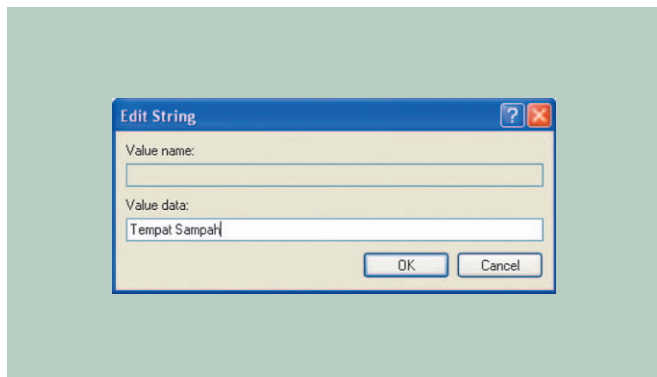 Edit String
?
Value name:
Value data:
Tempat Sampah
OK Cancel